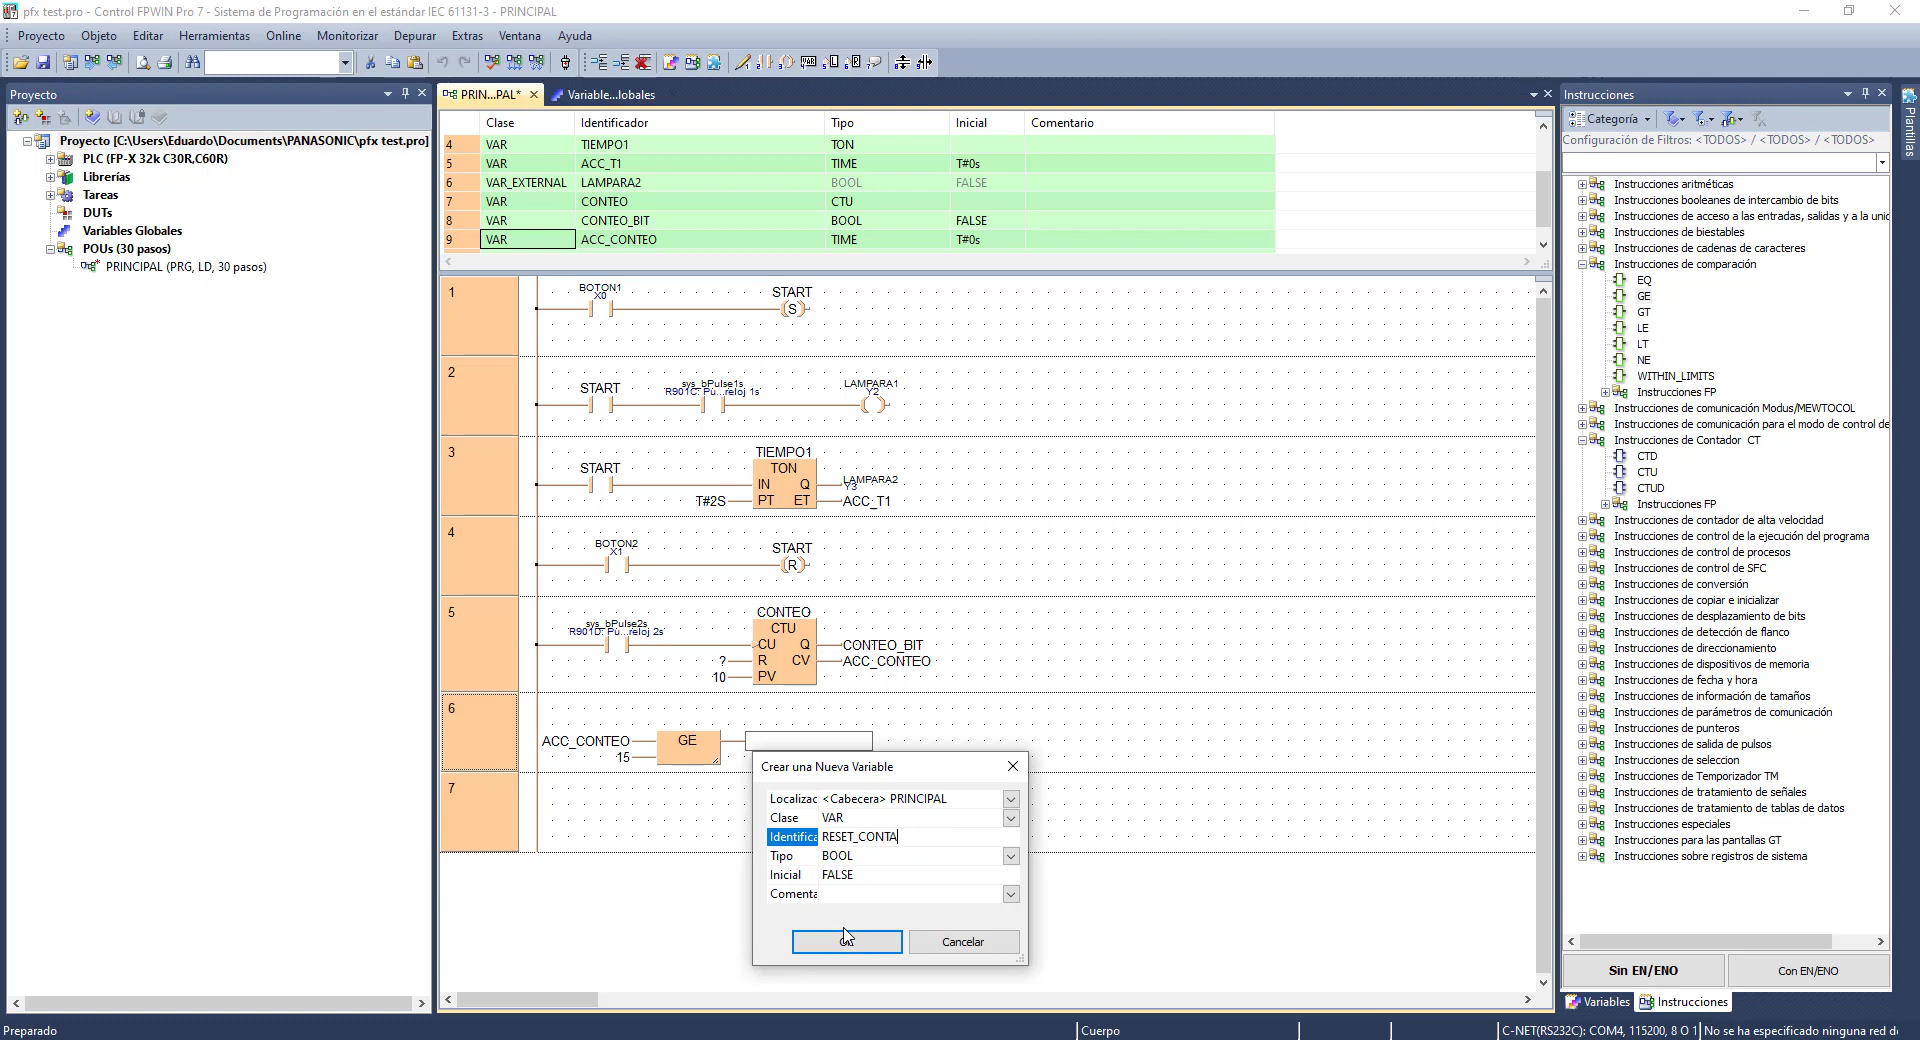 pfx test.pro - Control FPWIN Pro 7 - Sistema de Programación en el estándar IEC 61131-3 - PRINCIPAL
Proyecto Objeto Editar Herramientas Online Monitorizar Depurar Extras Ventana Ayuda
Proyecto
Proyecto [C:\Users\Eduardo\Documents\PANASONIC\pfx test.pro]
PLC (FP-X 32k C30R,C60R)
Librerías
Tareas
DUTs
Variables Globales
POUs (30 pasos)
PRINCIPAL (PRG, LD, 30 pasos)
PRIN...PAL* Variable...lobales
Clase Identificador Tipo Inicial Comentario
4 VAR TIEMPO1 TON
5 VAR ACC_T1 TIME T#0s
6 VAR_EXTERNAL LAMPARA2 BOOL FALSE
7 VAR CONTEO CTU
8 VAR CONTEO_BIT BOOL FALSE
9 VAR ACC_CONTEO TIME T#0s
1
BOTON1 START
X0
S
2
START sys_bPulse1s LAMPARA1
R901C: Pu...reloj 1s Y2
3
TIEMPO1
START TON
IN Q LAMPARA2
Y3
T#2S PT ET ACC_T1
4
BOTON2 START
X1
R
5
CONTEO
sys_bPulse2s CTU
R901D: Pu...reloj 2s
CU Q CONTEO_BIT
? R CV ACC_CONTEO
10 PV
6
ACC_CONTEO GE
15
7
Crear una Nueva Variable
Localizac <Cabecera> PRINCIPAL
Clase VAR
Identifica RESET_CONTA
Tipo BOOL
Inicial FALSE
Comenta
Cancelar
Instrucciones
Categoría
Configuración de Filtros: <TODOS> / <TODOS> / <TODOS>
Instrucciones aritméticas
Instrucciones booleanes de intercambio de bits
Instrucciones de acceso a las entradas, salidas y a la unic
Instrucciones de biestables
Instrucciones de cadenas de caracteres
Instrucciones de comparación
EQ
GE
GT
LE
LT
NE
WITHIN_LIMITS
Instrucciones FP
Instrucciones de comunicación Modus/MEWTOCOL
Instrucciones de comunicación para el modo de control de
Instrucciones de Contador CT
CTD
CTU
CTUD
Instrucciones FP
Instrucciones de contador de alta velocidad
Instrucciones de control de la ejecución del programa
Instrucciones de control de procesos
Instrucciones de control de SFC
Instrucciones de conversión
Instrucciones de copiar e inicializar
Instrucciones de desplazamiento de bits
Instrucciones de detección de flanco
Instrucciones de direccionamiento
Instrucciones de dispositivos de memoria
Instrucciones de fecha y hora
Instrucciones de información de tamaños
Instrucciones de parámetros de comunicación
Instrucciones de punteros
Instrucciones de salida de pulsos
Instrucciones de seleccion
Instrucciones de Temporizador TM
Instrucciones de tratamiento de señales
Instrucciones de tratamiento de tablas de datos
Instrucciones especiales
Instrucciones para las pantallas GT
Instrucciones sobre registros de sistema
Sin EN/ENO Con EN/ENO
Variables Instrucciones
Plantillas
Preparado Cuerpo C-NET(RS232C): COM4, 115200, 8 O 1 No se ha especificado ninguna red de